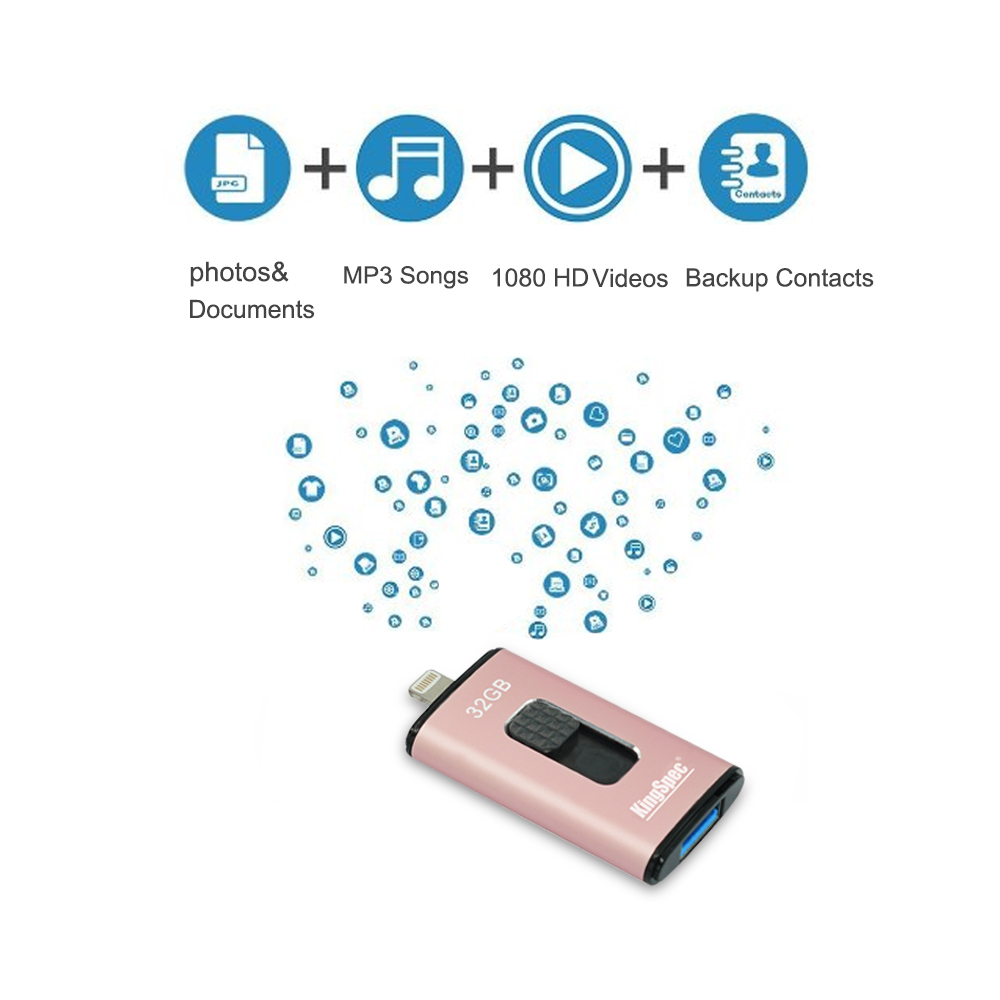 JPG
Contacts
photos&
Documents
MP3 Songs
1080 HD Videos
Backup Contacts
32GB
KingSpec®